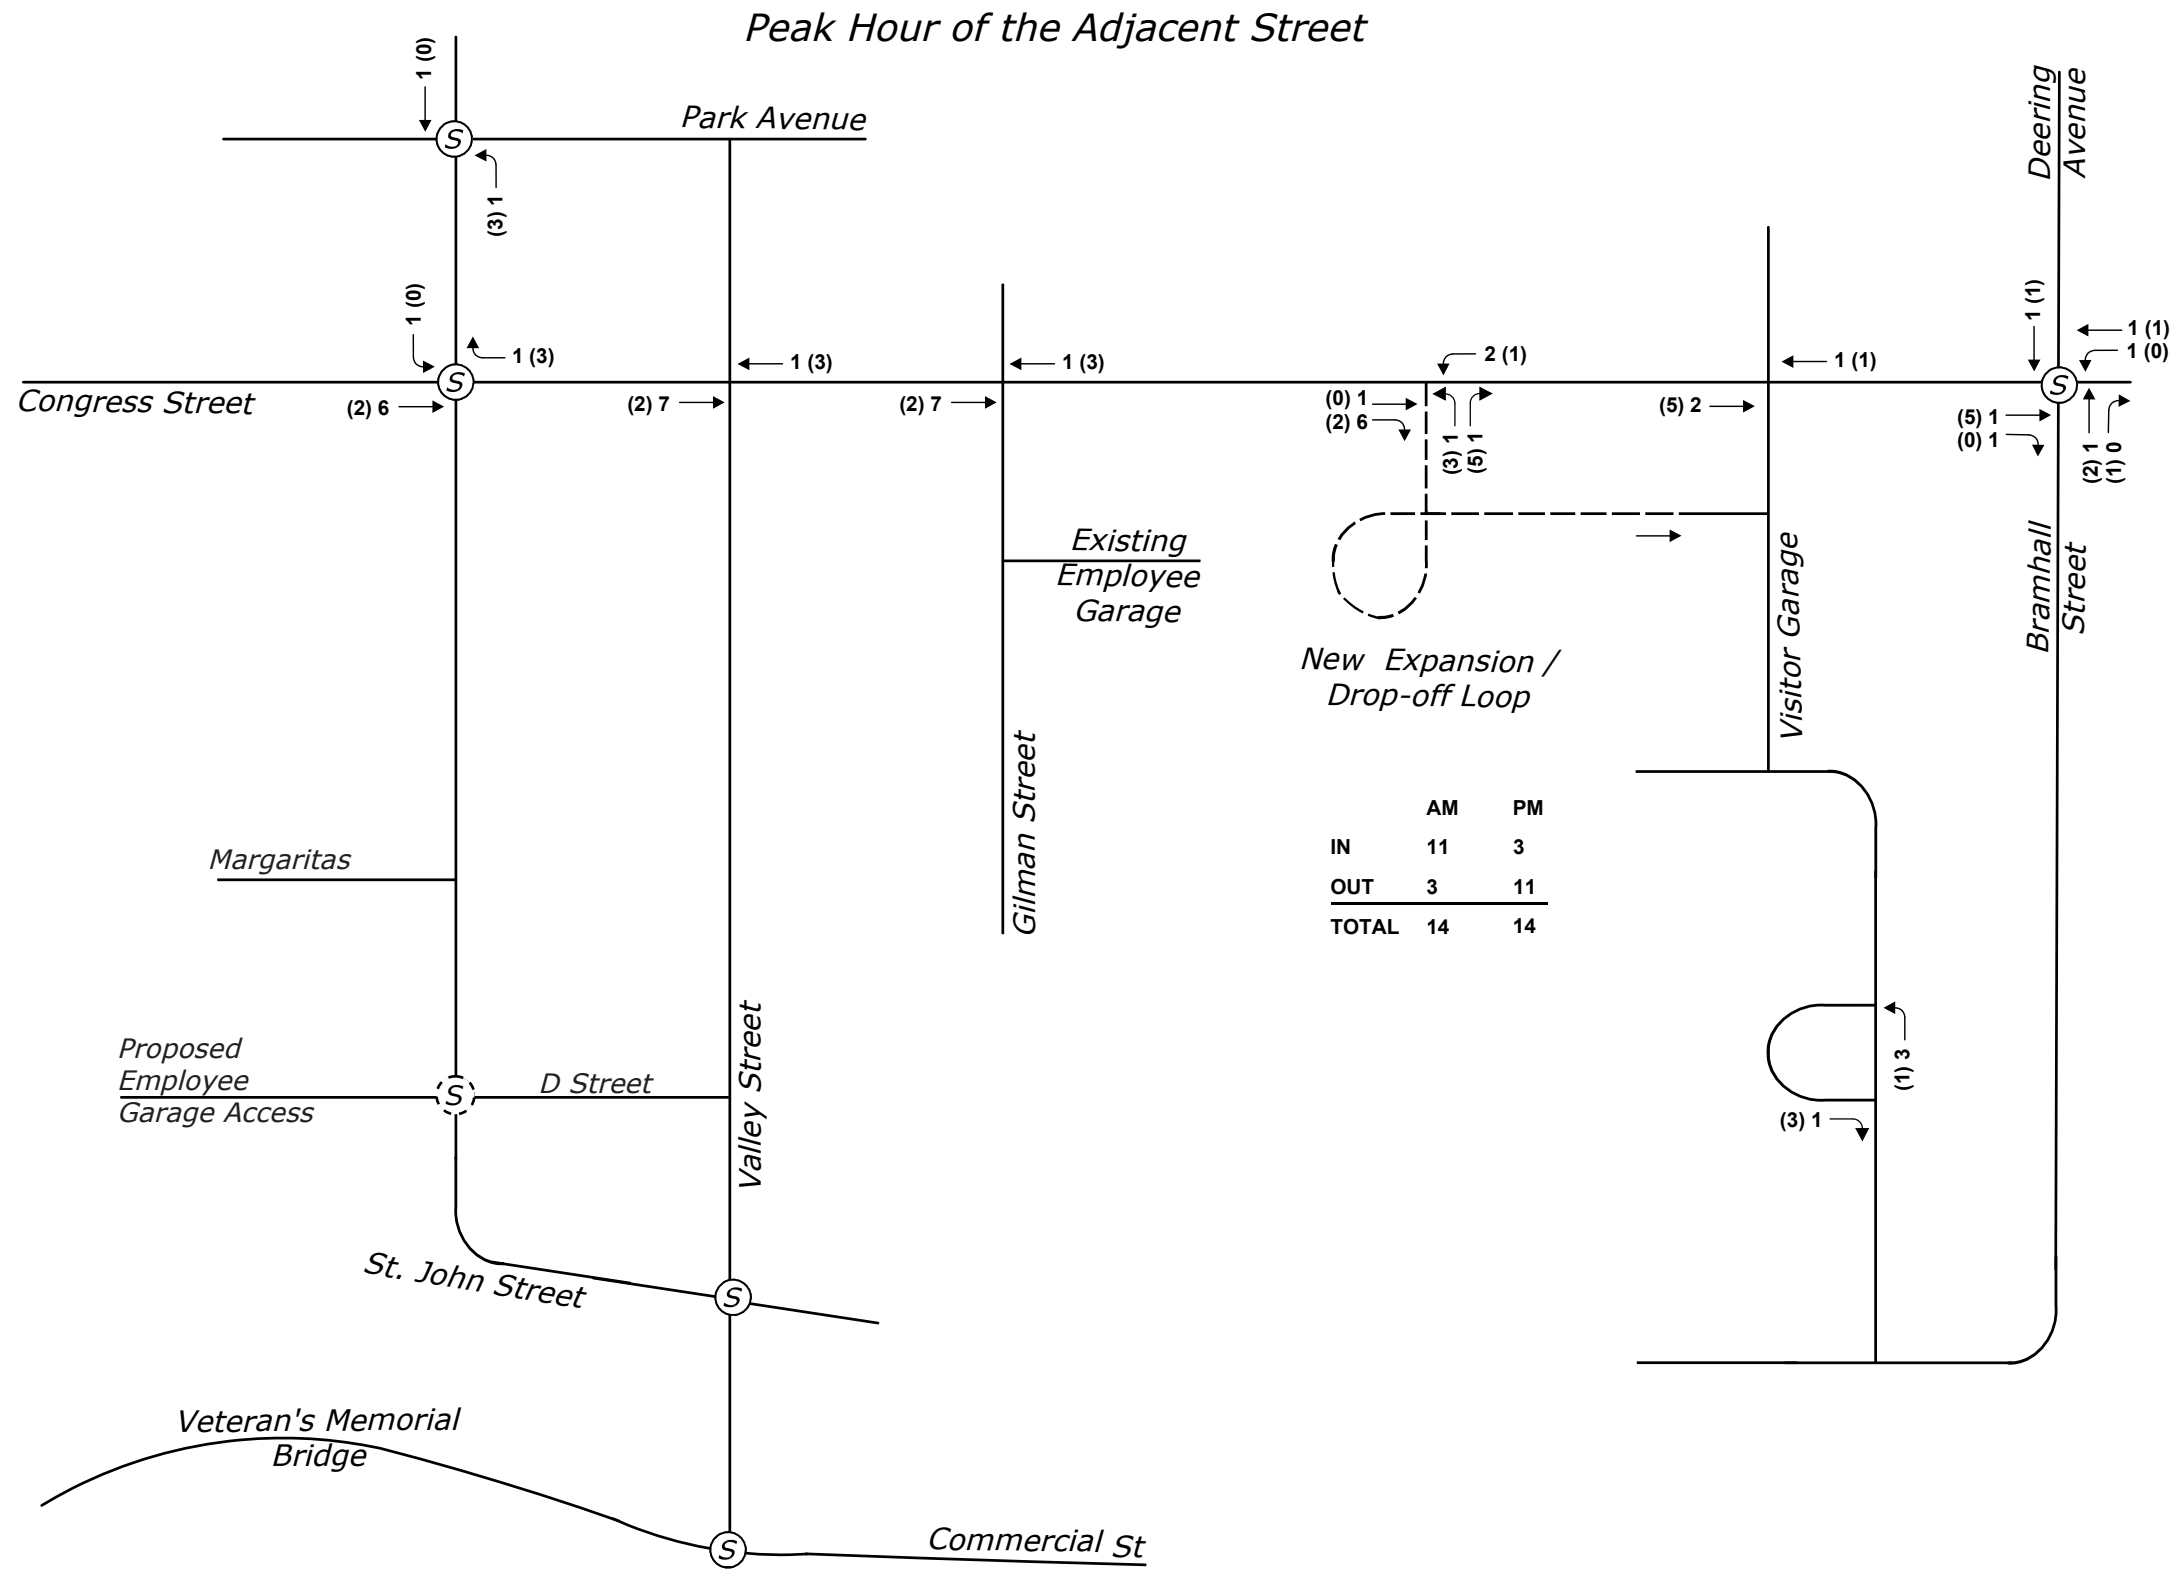 Peak Hour of the Adjacent Street
1 (0)
Park Avenue
S
(3) 1
Deering
Avenue
1 (0)
1 (3)
S
Congress Street
(2) 6
1 (3)
(2) 7
1 (3)
(2) 7
2 (1)
(0) 1
(2) 6
(3) 1
(5) 1
1 (1)
(5) 2
1 (1)
1 (1)
1 (0)
S
(5) 1
(0) 1
(2) 1
(1) 0
Existing
Employee
Garage
New Expansion /
Drop-off Loop
Visitor Garage
Bramhall
Street
Gilman Street
AM PM
IN 11 3
OUT 3 11
TOTAL 14 14
Margaritas
Proposed
Employee
Garage Access
S
D Street
Valley Street
(1) 3
(3) 1
St. John Street
S
Veteran's Memorial
Bridge
S
Commercial St